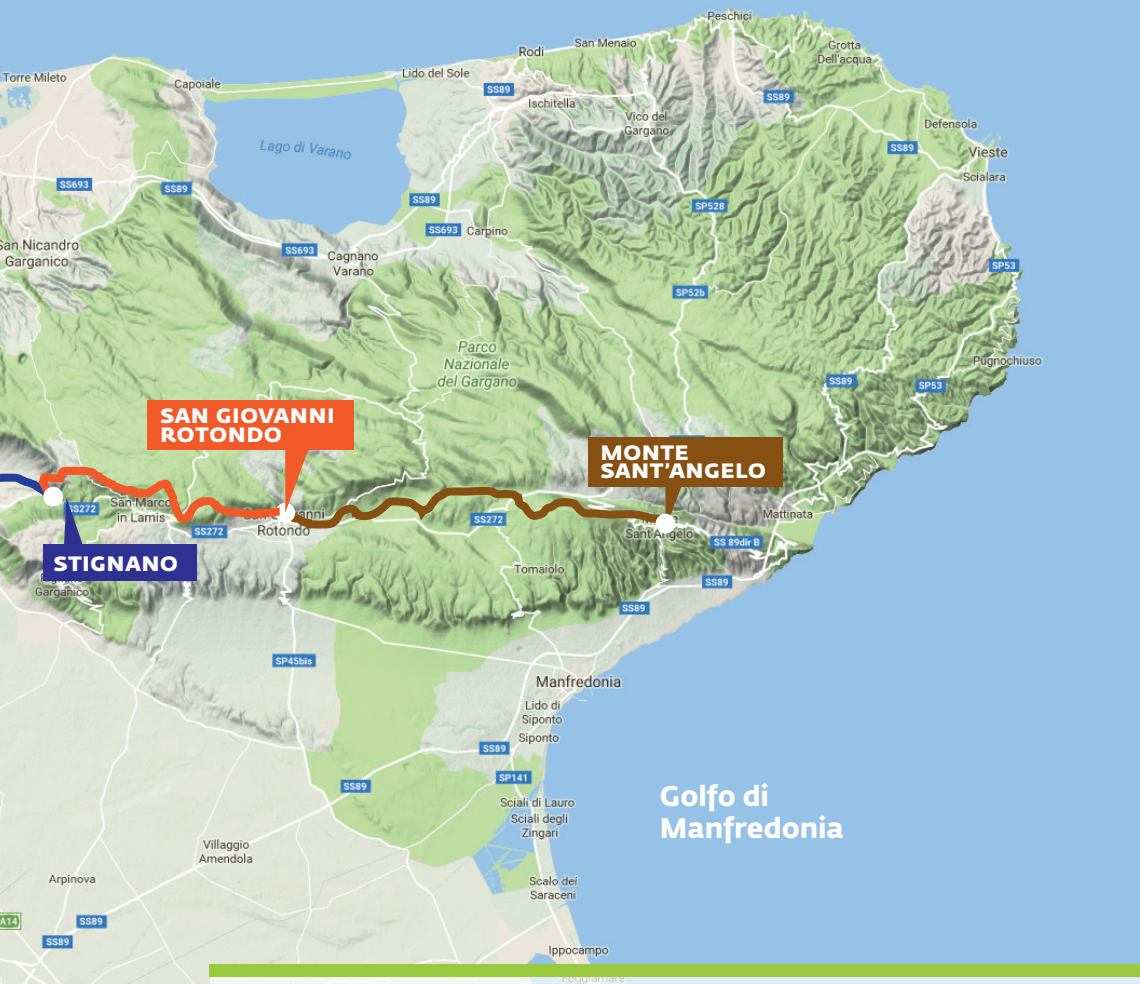 Peschici
San Menaio
Rodi
Grotta
Dell'acqua
Torre Mileto
Capoiale
Lido del Sole
SS89
Ischitella
SS89
Vico del
Gargano
Defensola
Lago di Varano
SS89
Vieste
Scialara
SS693
SS89
SS89
SP528
SS693
Carpino
San Nicandro
Garganico
SS693
Cagnano
Varano
SP53
SP52b
Parco
Nazionale
del Gargano
Pugnochiuso
SS89
SP53
SAN GIOVANNI
ROTONDO
MONTE
SANT'ANGELO
SS272
San Marco
in Lamis
SS272
Rotondo
SS272
Mattinata
Sant'Angelo
SS 89dir B
STIGNANO
Garganico
Tomaiolo
SS89
SS89
SP45bis
Manfredonia
Lido di
Siponto
Siponto
SS89
SP141
SS89
Sciali di Lauro
Sciali degli
Zingari
Golfo di
Manfredonia
Villaggio
Amendola
Arpinova
Scalo dei
Saraceni
A14
SS89
SS89
Ippocampo